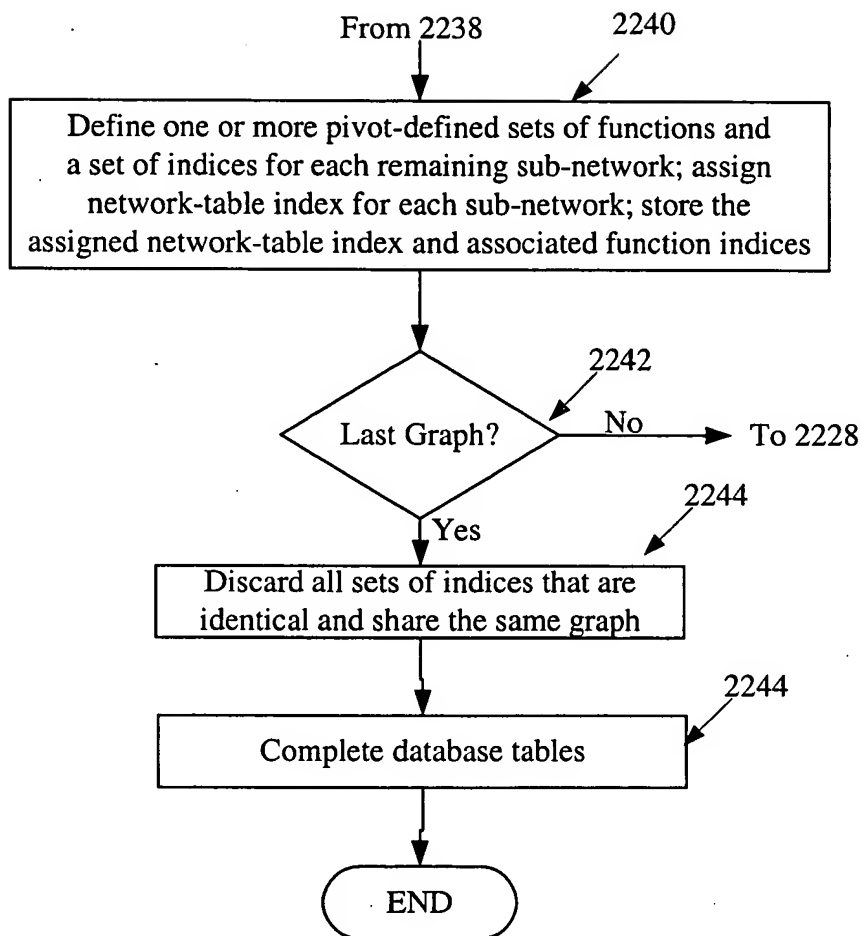 From 2238
2240
Define one or more pivot-defined sets of functions and
a set of indices for each remaining sub-network; assign
network-table index for each sub-network; store the
assigned network-table index and associated function indices
2242
Last Graph?
No
To 2228
Yes
2244
Discard all sets of indices that are
identical and share the same graph
2244
Complete database tables
END